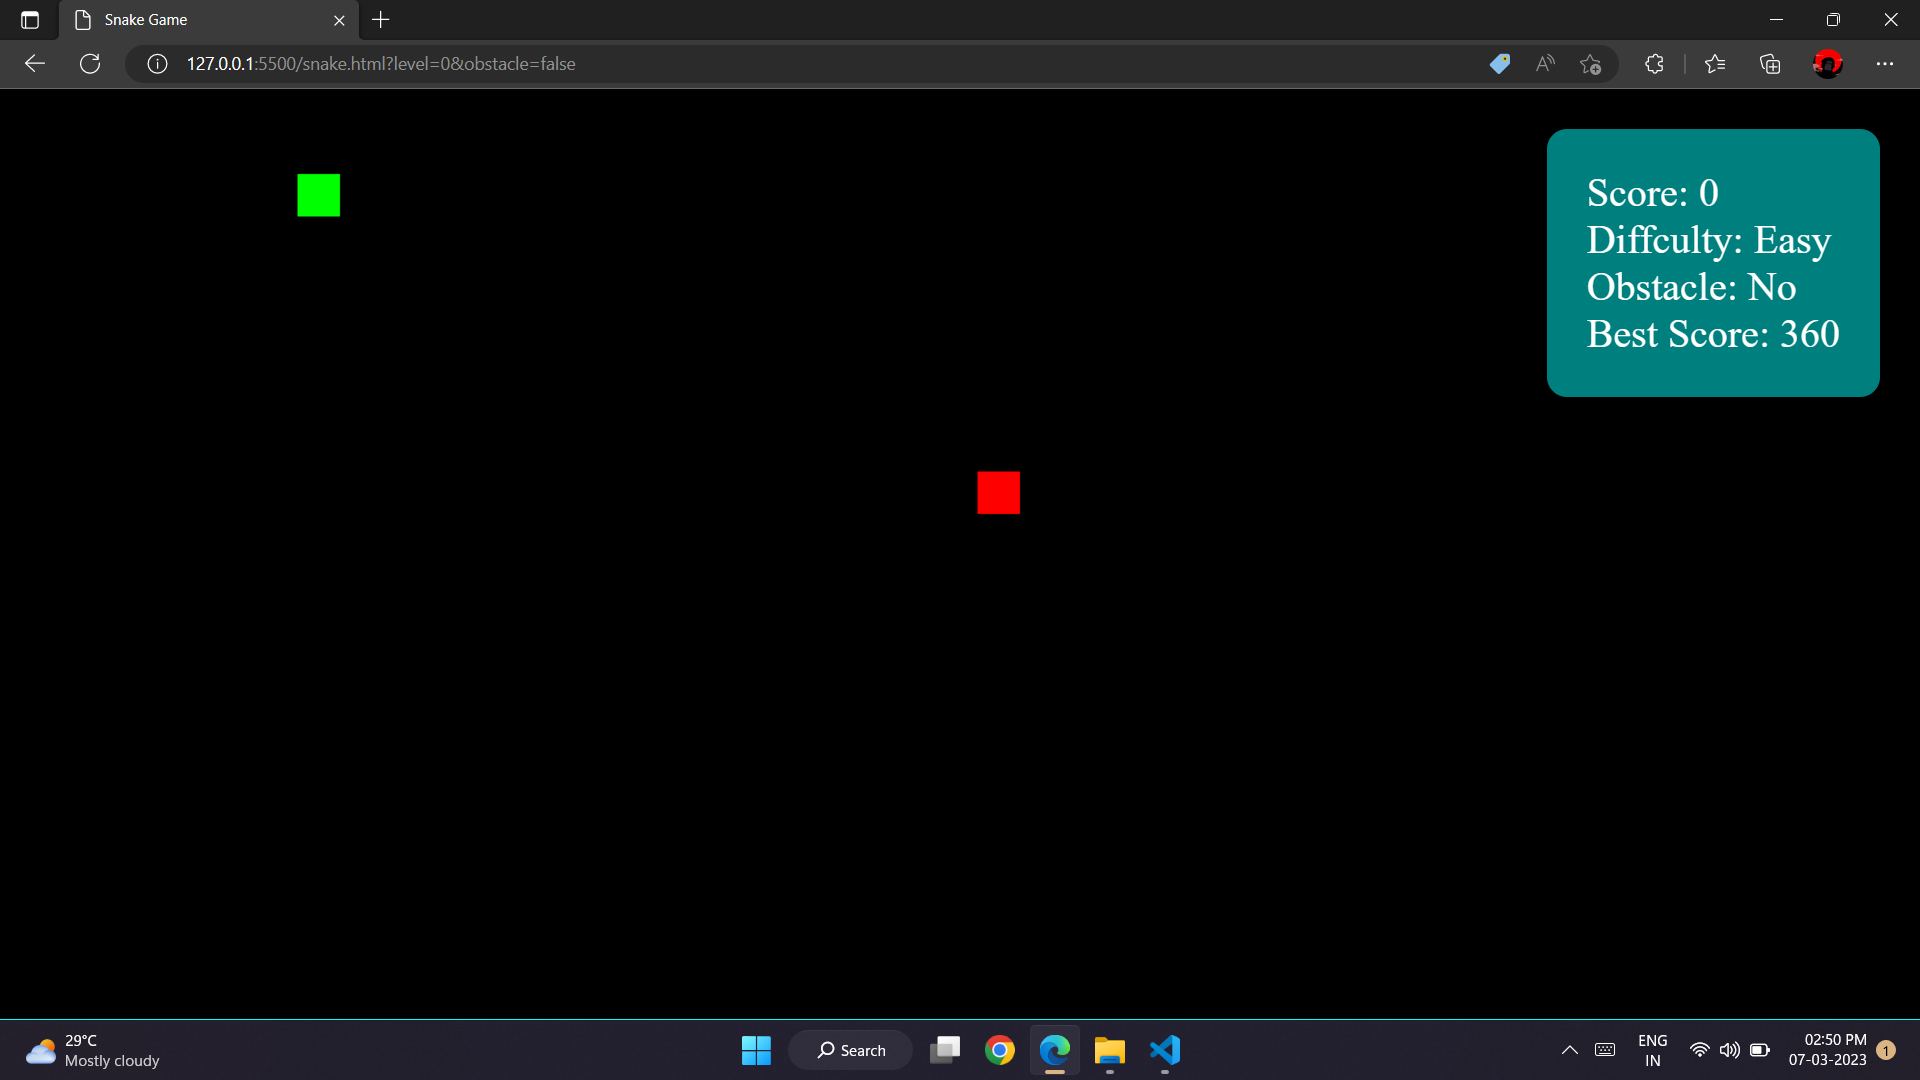 Snake Game
127.0.0.1:5500/snake.html?level=0&obstacle=false
Score: 0
Diffculty: Easy
Obstacle: No
Best Score: 360
29°C
Mostly cloudy
Search
ENG
IN
02:50 PM
07-03-2023
1